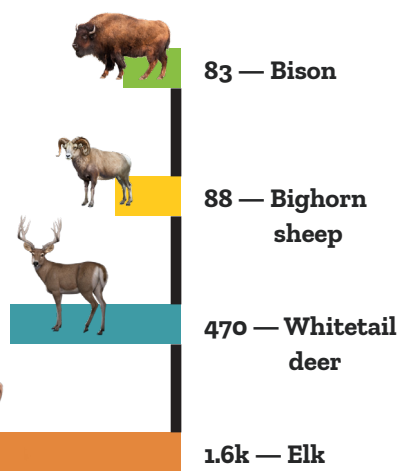 83 — Bison
88 — Bighorn
sheep
470 — Whitetail
deer
1.6k — Elk